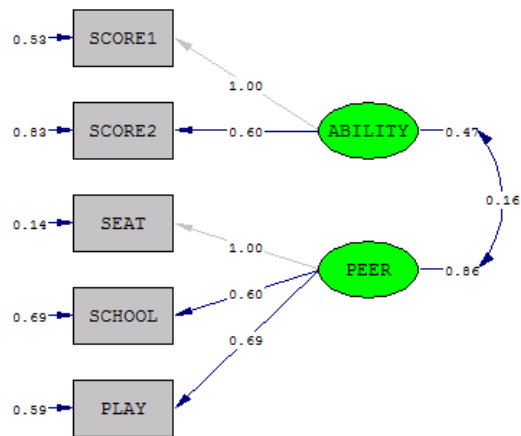 0.53 SCORE1
1.00
0.83 SCORE2 0.60 ABILITY 0.47
0.16
0.14 SEAT
1.00
PEER 0.86
0.60
0.69 SCHOOL
0.69
0.59 PLAY